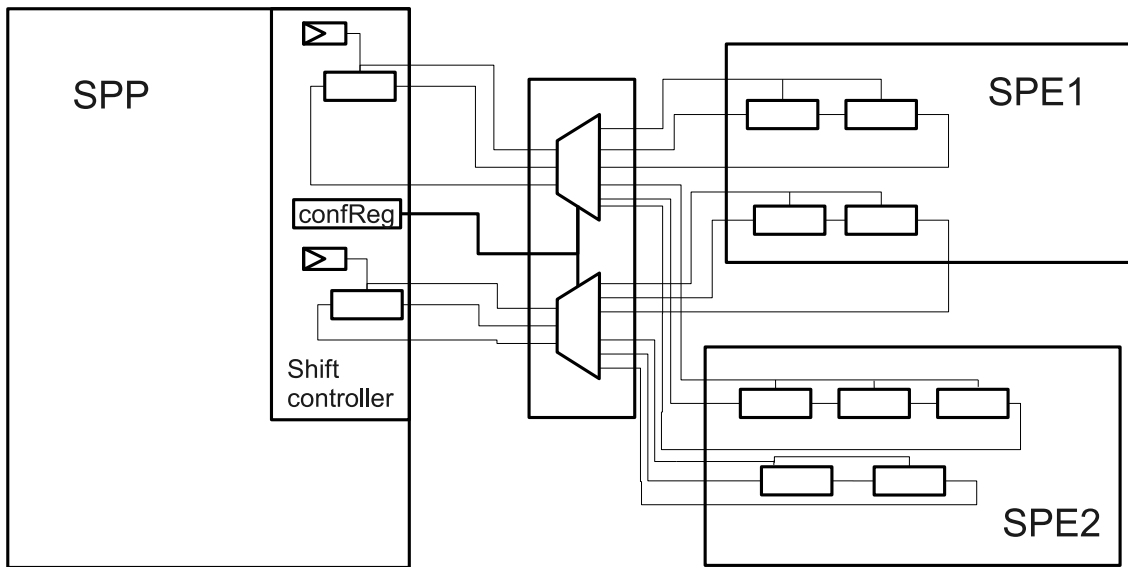 SPP
SPE1
confReg
Shift
controller
SPE2